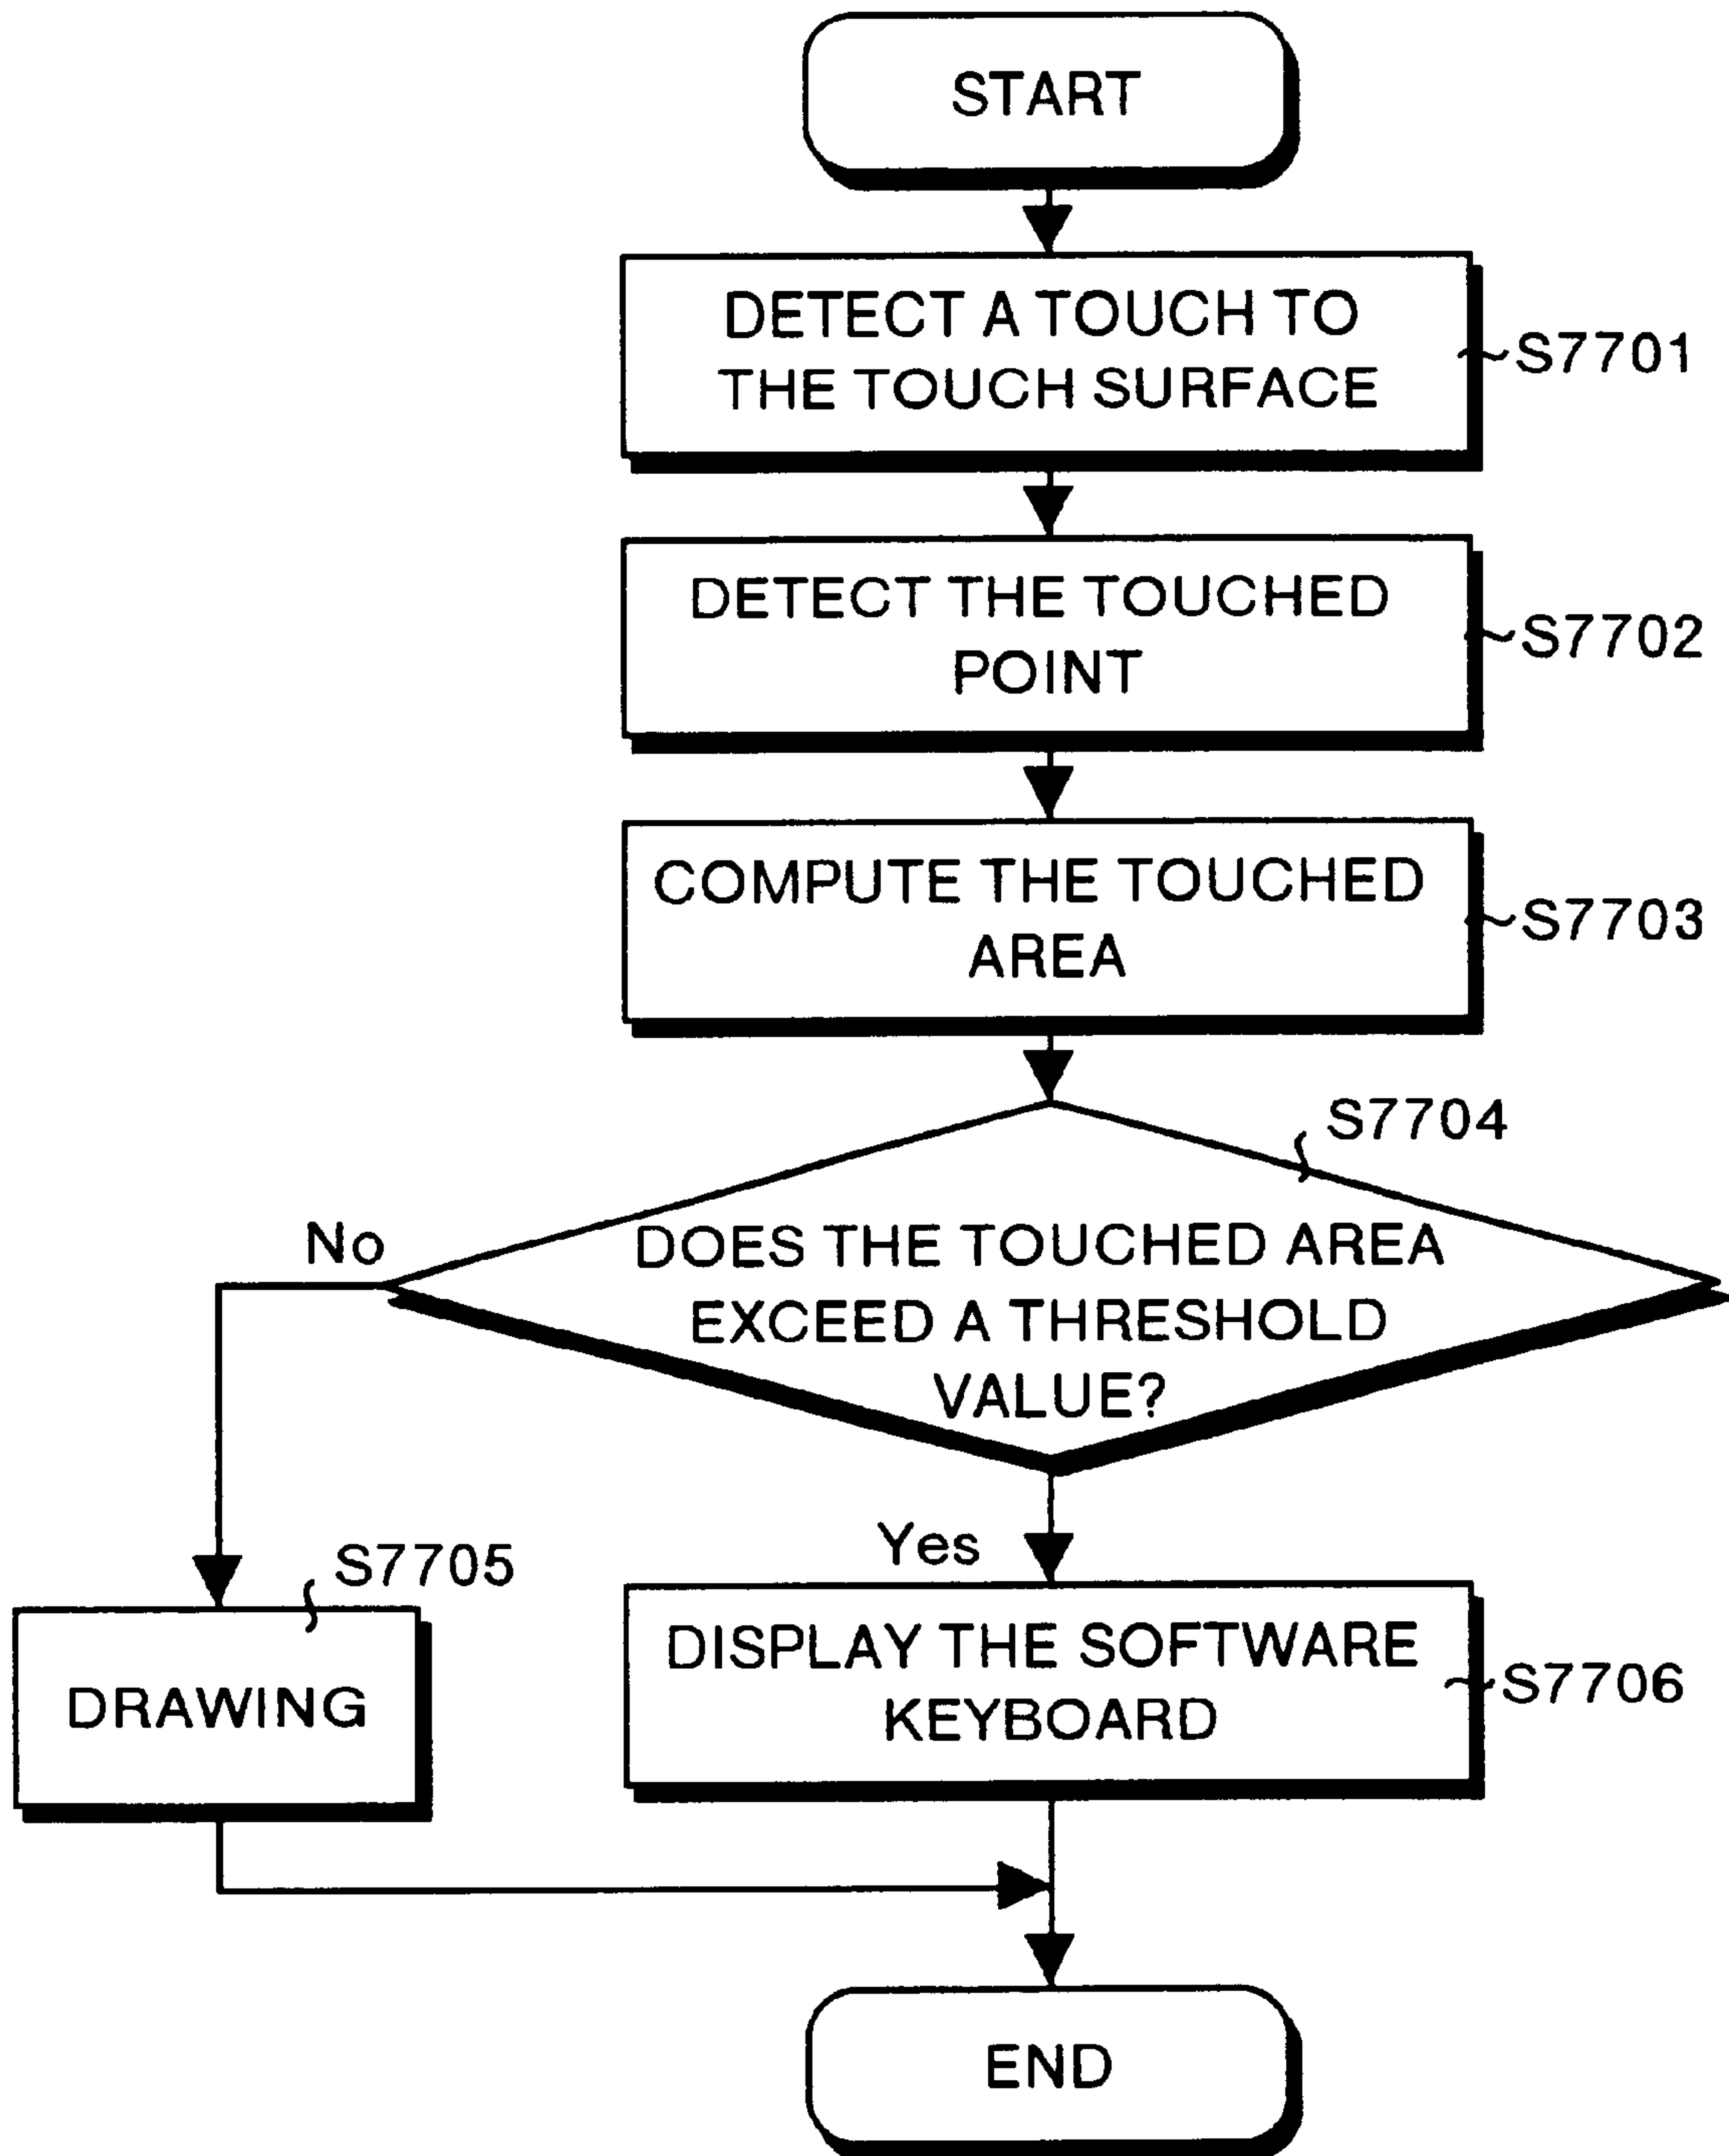 START
DETECT A TOUCH TO
THE TOUCH SURFACE
S7701
DETECT THE TOUCHED
POINT
S7702
COMPUTE THE TOUCHED
AREA
S7703
S7704
No
DOES THE TOUCHED AREA
EXCEED A THRESHOLD
VALUE?
S7705
DRAWING
Yes
DISPLAY THE SOFTWARE
KEYBOARD
S7706
END